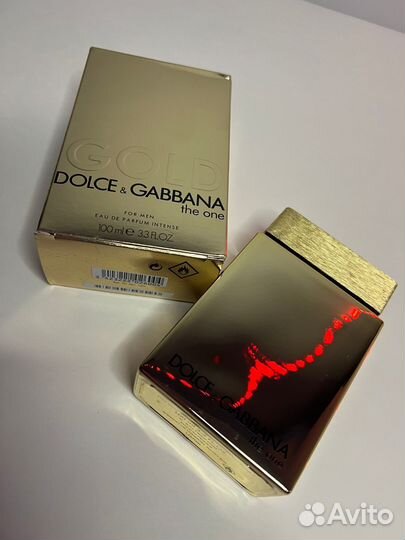 GOLD
DOLCE & GABBANA
the one
FOR MEN
EAU DE PARFUM INTENSE
100 ml e 3.3 FL.OZ.
DOLCE & GABBANA
the one
Avito